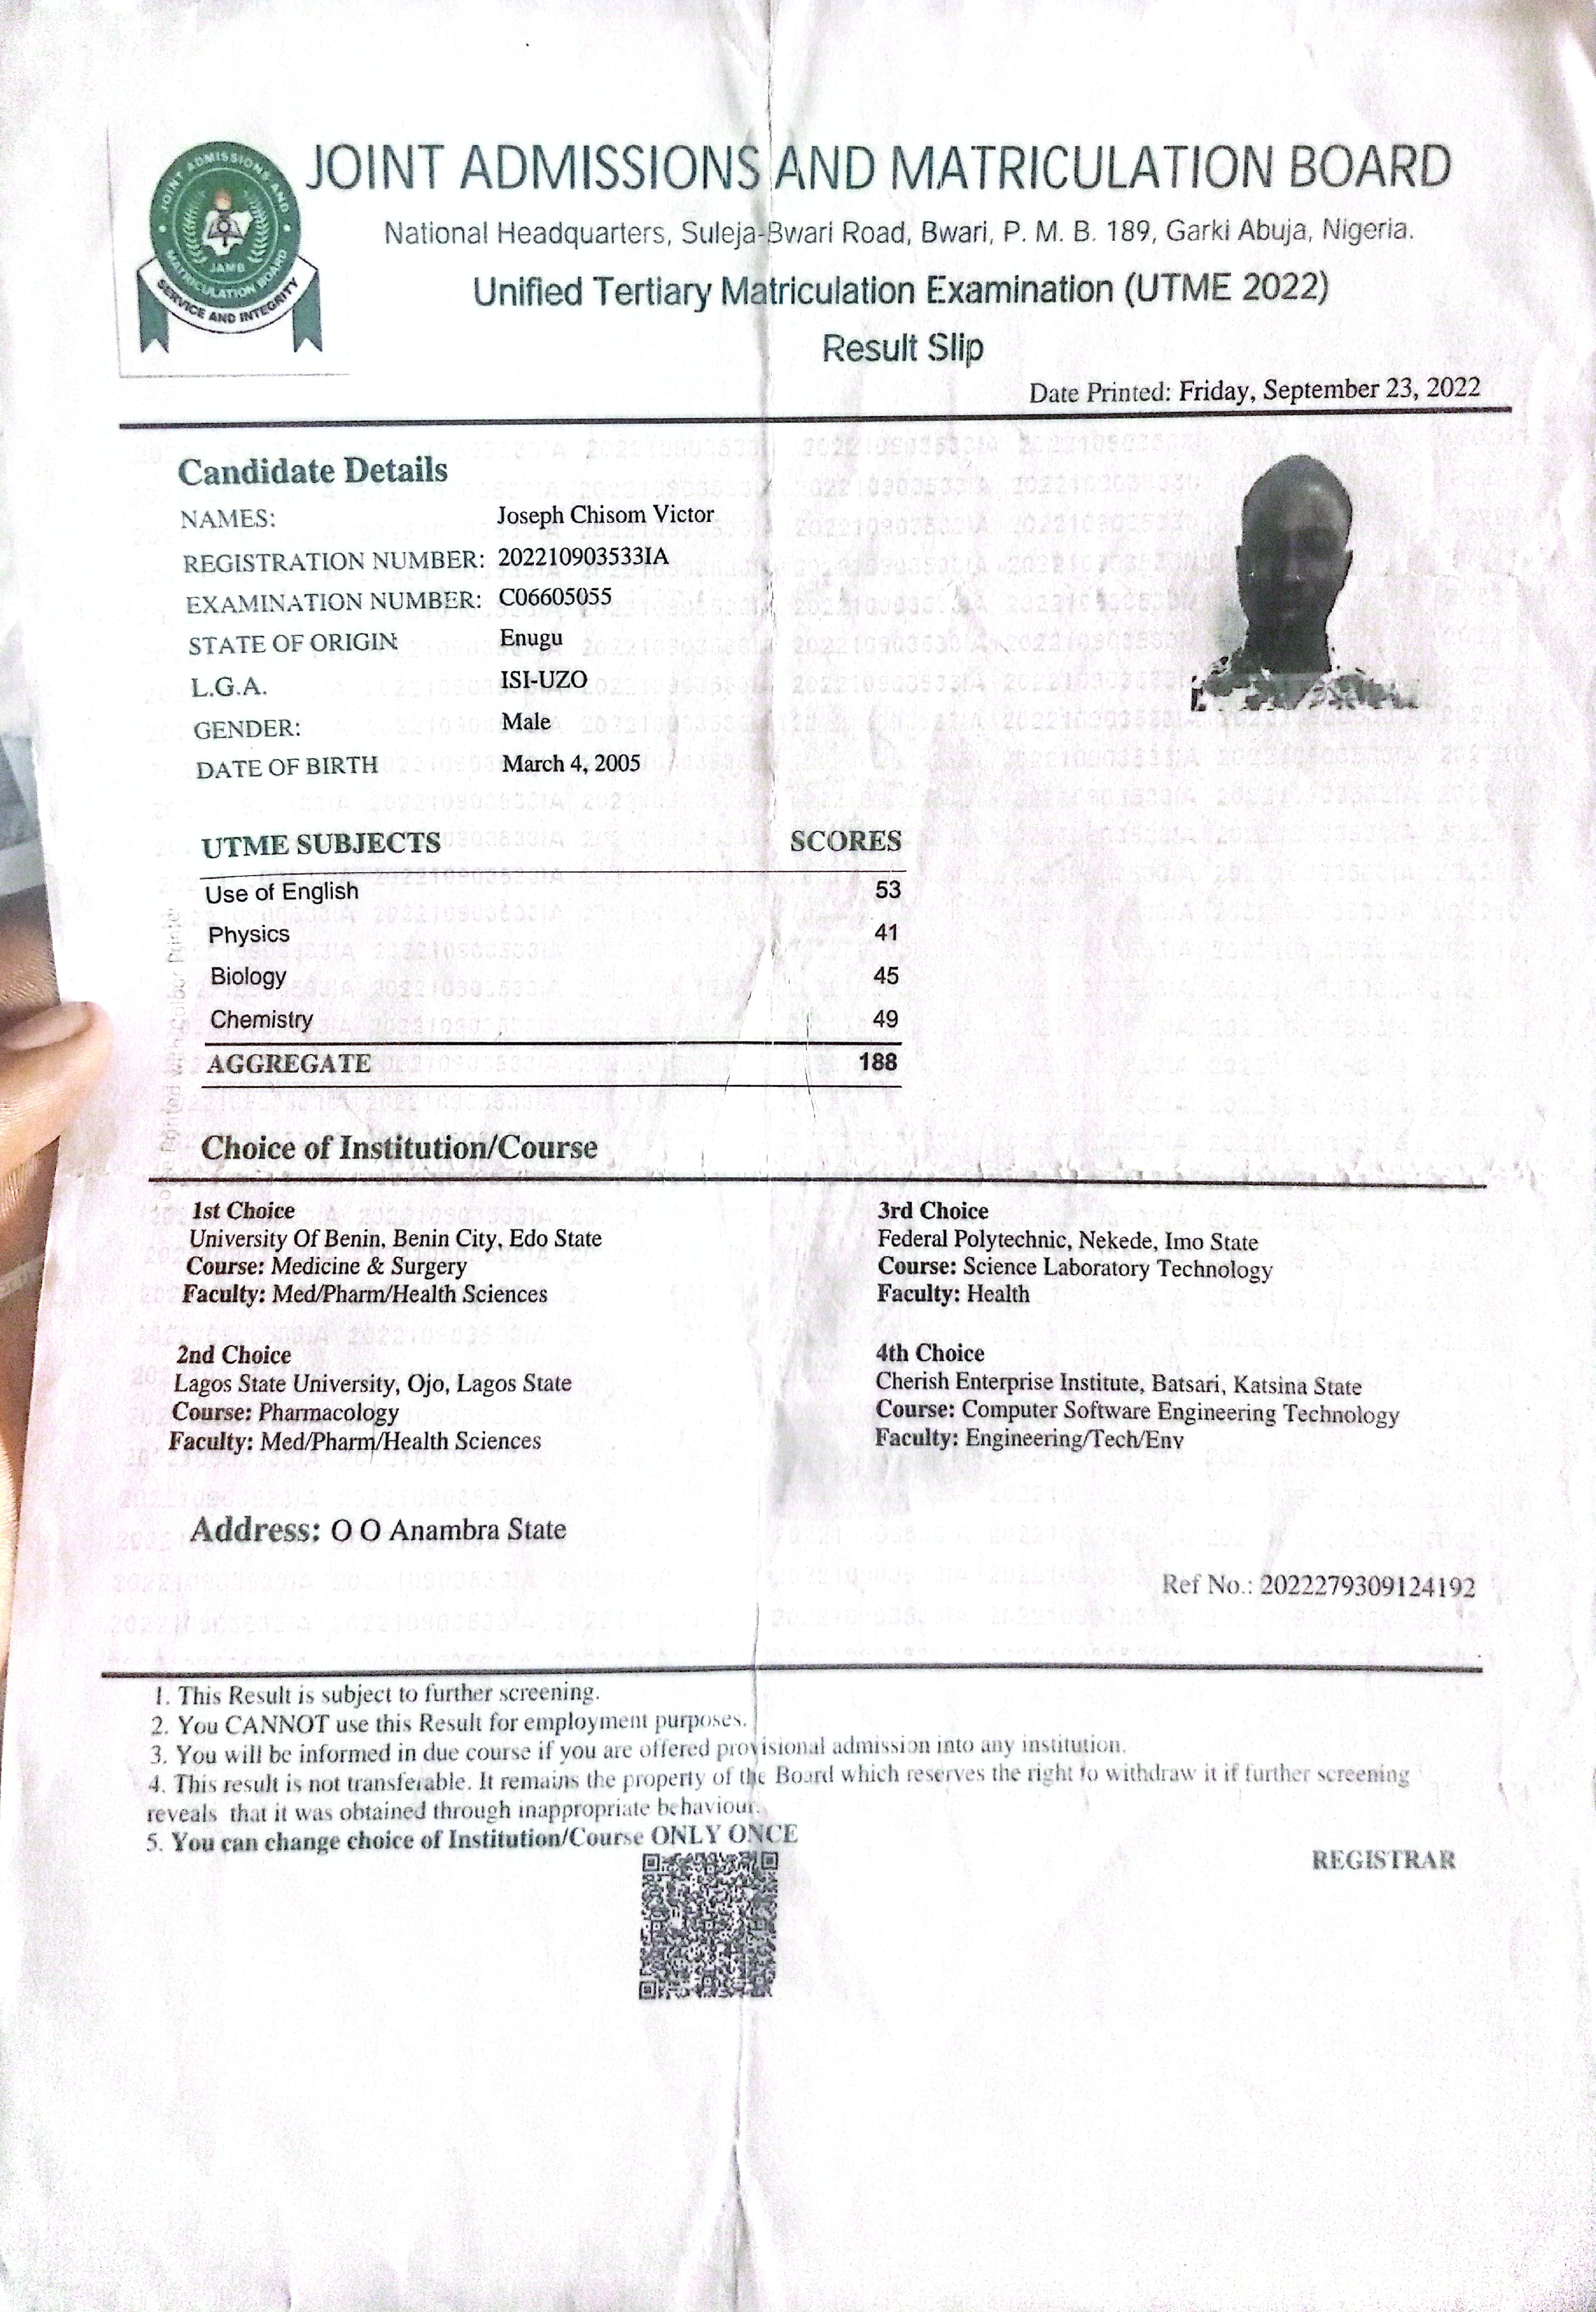 JOINT ADMISSIONS AND MATRICULATION BOARD
JOINT ADMISSIONS AND MATRICULATION BOARD
JAMB
SERVICE AND INTEGRITY
National Headquarters, Suleja-Bwari Road, Bwari, P. M. B. 189, Garki Abuja, Nigeria.
Unified Tertiary Matriculation Examination (UTME 2022)
Result Slip
Date Printed: Friday, September 23, 2022
Candidate Details
NAMES: Joseph Chisom Victor
REGISTRATION NUMBER: 202210903533IA
EXAMINATION NUMBER: C06605055
STATE OF ORIGIN Enugu
L.G.A. ISI-UZO
GENDER: Male
DATE OF BIRTH March 4, 2005
UTME SUBJECTS SCORES
Use of English 53
Physics 41
Biology 45
Chemistry 49
AGGREGATE 188
Choice of Institution/Course
1st Choice
University Of Benin, Benin City, Edo State
Course: Medicine & Surgery
Faculty: Med/Pharm/Health Sciences
2nd Choice
Lagos State University, Ojo, Lagos State
Course: Pharmacology
Faculty: Med/Pharm/Health Sciences
3rd Choice
Federal Polytechnic, Nekede, Imo State
Course: Science Laboratory Technology
Faculty: Health
4th Choice
Cherish Enterprise Institute, Batsari, Katsina State
Course: Computer Software Engineering Technology
Faculty: Engineering/Tech/Env
Address: O O Anambra State
Ref No.: 2022279309124192
1. This Result is subject to further screening.
2. You CANNOT use this Result for employment purposes.
3. You will be informed in due course if you are offered provisional admission into any institution.
4. This result is not transferable. It remains the property of the Board which reserves the right to withdraw it if further screening
reveals that it was obtained through inappropriate behaviour.
5. You can change choice of Institution/Course ONLY ONCE
REGISTRAR